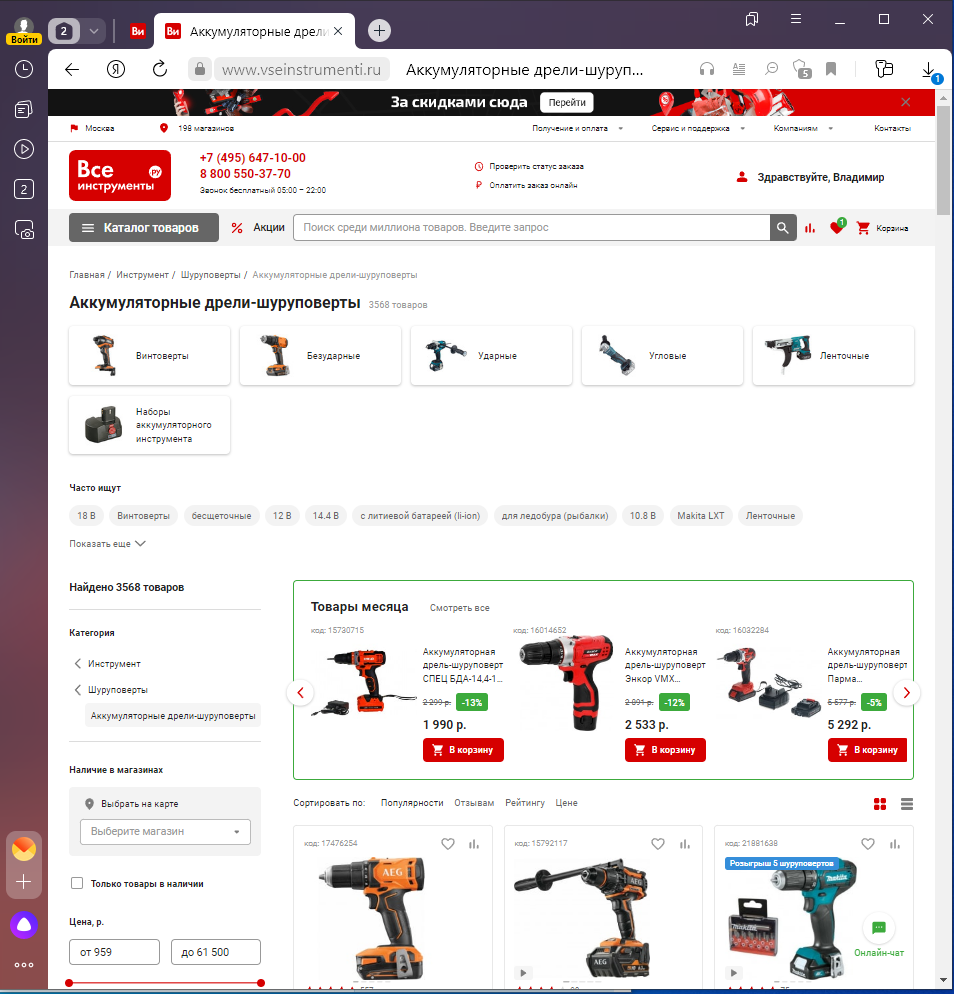 Войти
2
Ви
Ви
Аккумуляторные дрели
www.vseinstrumenti.ru
Аккумуляторные дрели-шуруп...
5
1
2
За скидками сюда
Перейти
Москва
198 магазинов
Получение и оплата
Сервис и поддержка
Компаниям
Контакты
Все
.РУ
инструменты
+7 (495) 647-10-00
8 800 550-37-70
Звонок бесплатный 05:00 – 22:00
Проверить статус заказа
Оплатить заказ онлайн
Здравствуйте, Владимир
Каталог товаров
Акции
Поиск среди миллиона товаров. Введите запрос
1
Корзина
Главная / Инструмент / Шуруповерты / Аккумуляторные дрели-шуруповерты
Аккумуляторные дрели-шуруповерты 3568 товаров
Винтоверты
Безударные
Ударные
Угловые
Ленточные
Наборы
аккумуляторного
инструмента
Часто ищут
18 В
Винтоверты
бесщеточные
12 В
14.4 В
с литиевой батареей (li-ion)
для ледобура (рыбалки)
10.8 В
Makita LXT
Ленточные
Показать еще
Найдено 3568 товаров
Категория
Инструмент
Шуруповерты
Аккумуляторные дрели-шуруповерты
Наличие в магазинах
Выбрать на карте
Выберите магазин
Только товары в наличии
Цена, р.
от 959
до 61 500
Товары месяца
Смотреть все
код: 15730715
Аккумуляторная
дрель-шуруповерт
СПЕЦ БДА-14,4-1...
2 299 р. -13%
1 990 р.
В корзину
код: 16014652
Аккумуляторная
дрель-шуруповерт
Энкор VMX...
2 891 р. -12%
2 533 р.
В корзину
код: 16032284
Аккумуляторная
дрель-шуруповерт
Парма...
5 577 р. -5%
5 292 р.
В корзину
Сортировать по:
Популярности
Отзывам
Рейтингу
Цене
код: 17476254
AEG
код: 15792117
AEG
AEG
код: 21881638
Розыгрыш 5 шуруповертов
makita
makita
Онлайн-чат